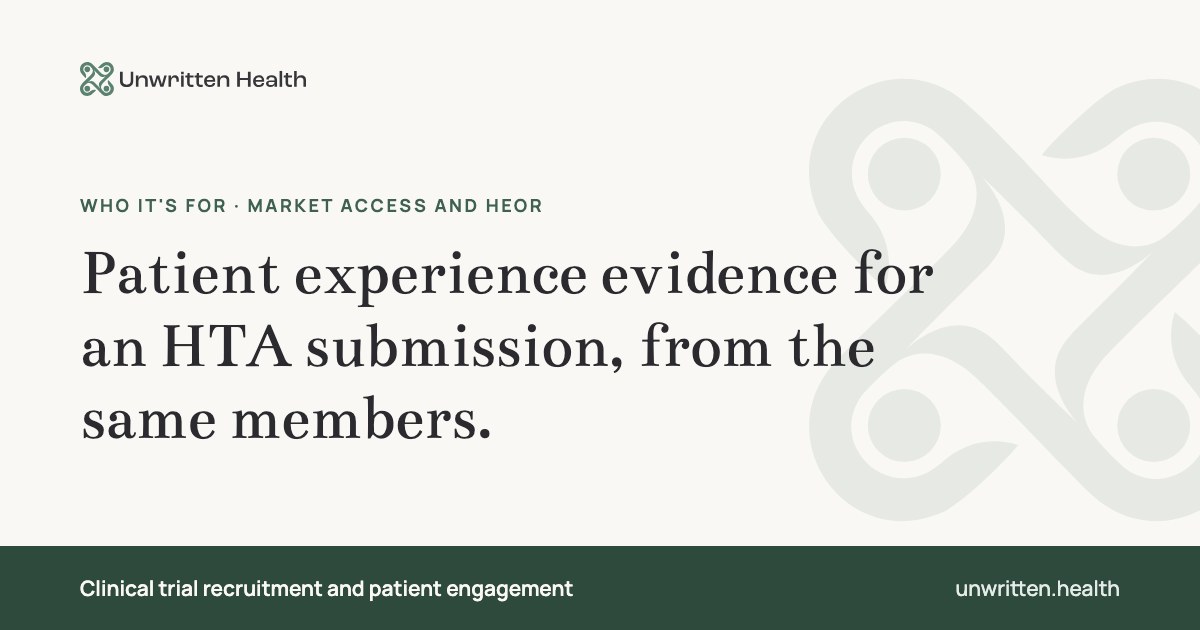 Unwritten Health
WHO IT'S FOR · MARKET ACCESS AND HEOR
Patient experience evidence for
an HTA submission, from the
same members.
Clinical trial recruitment and patient engagement
unwritten.health